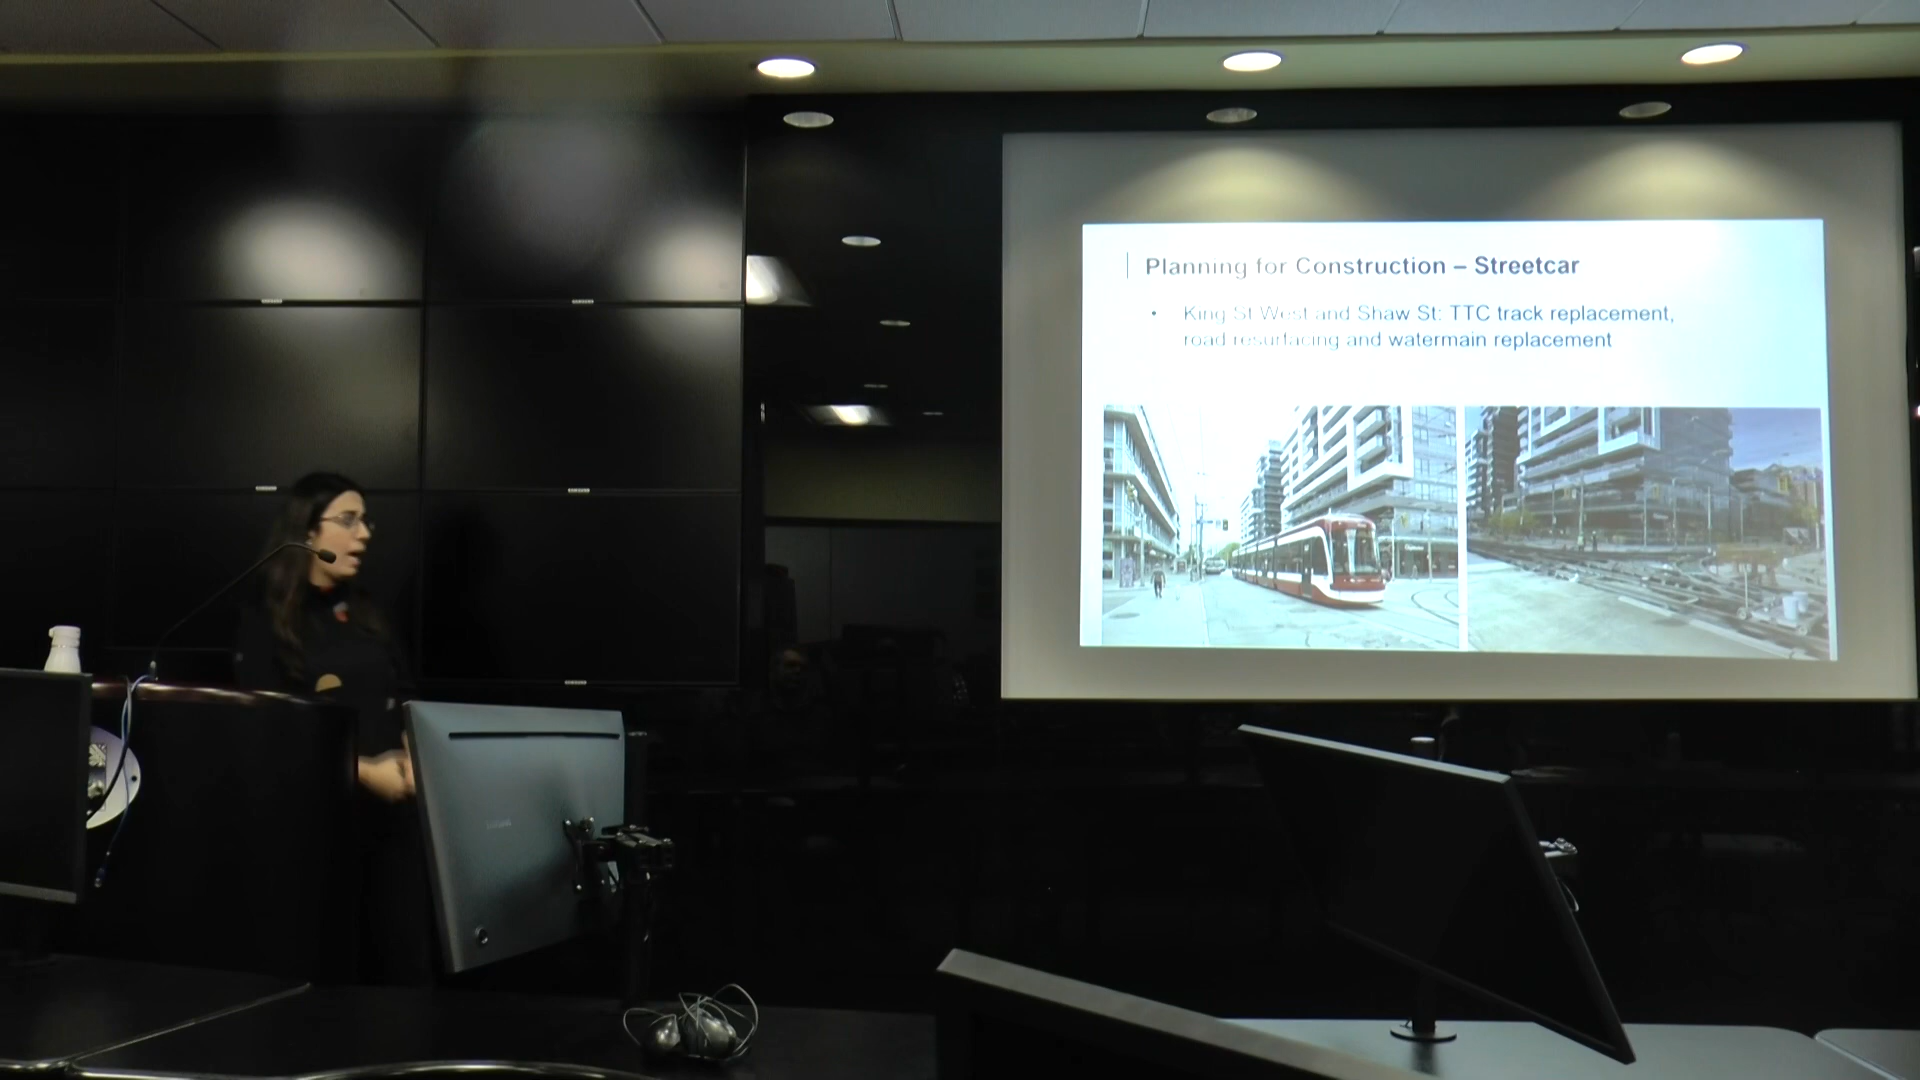 Planning for Construction – Streetcar
• King St West and Shaw St: TTC track replacement,
road resurfacing and watermain replacement